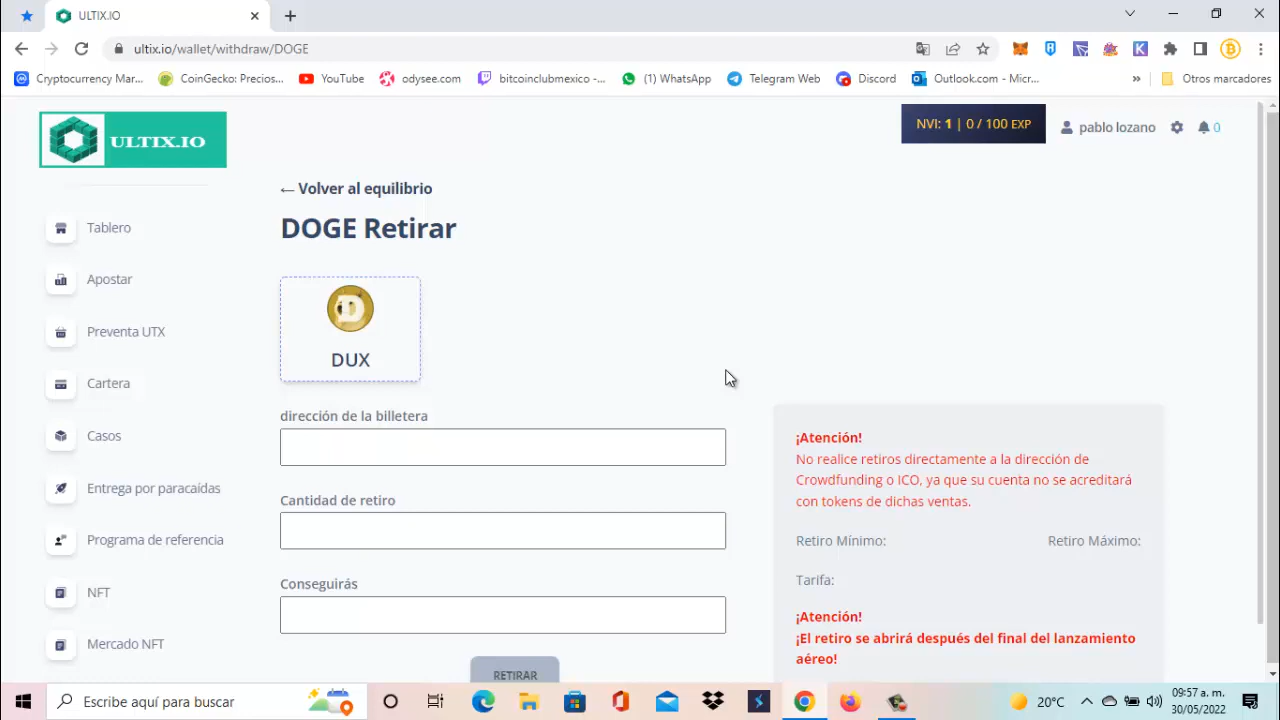 ULTIX.IO
ultix.io/wallet/withdraw/DOGE
Cryptocurrency Mar...
CoinGecko: Precios...
YouTube
odysee.com
bitcoinclubmexico -...
(1) WhatsApp
Telegram Web
Discord
Outlook.com - Micr...
»
Otros marcadores
ULTIX.IO
NVI: 1 | 0 / 100 EXP
pablo lozano
0
← Volver al equilibrio
DOGE Retirar
Tablero
Apostar
Preventa UTX
Cartera
Casos
Entrega por paracaídas
Programa de referencia
NFT
Mercado NFT
DUX
dirección de la billetera
Cantidad de retiro
Conseguirás
RETIRAR
¡Atención!
No realice retiros directamente a la dirección de
Crowdfunding o ICO, ya que su cuenta no se acreditará
con tokens de dichas ventas.
Retiro Mínimo: Retiro Máximo:
Tarifa:
¡Atención!
¡El retiro se abrirá después del final del lanzamiento
aéreo!
Escribe aquí para buscar
20°C
09:57 a. m.
30/05/2022